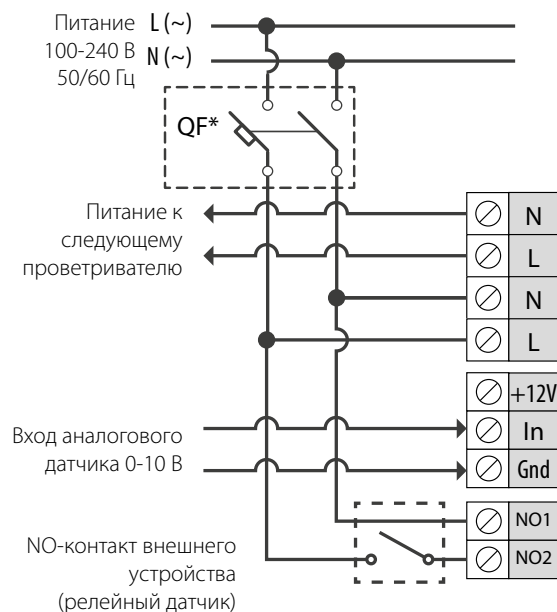 Питание L (~)
100-240 В N (~)
50/60 Гц
QF*
Питание к
следующему
проветривателю
N
L
N
L
+12V
Вход аналогового
датчика 0-10 В
In
Gnd
NO-контакт внешнего
устройства
(релейный датчик)
NO1
NO2